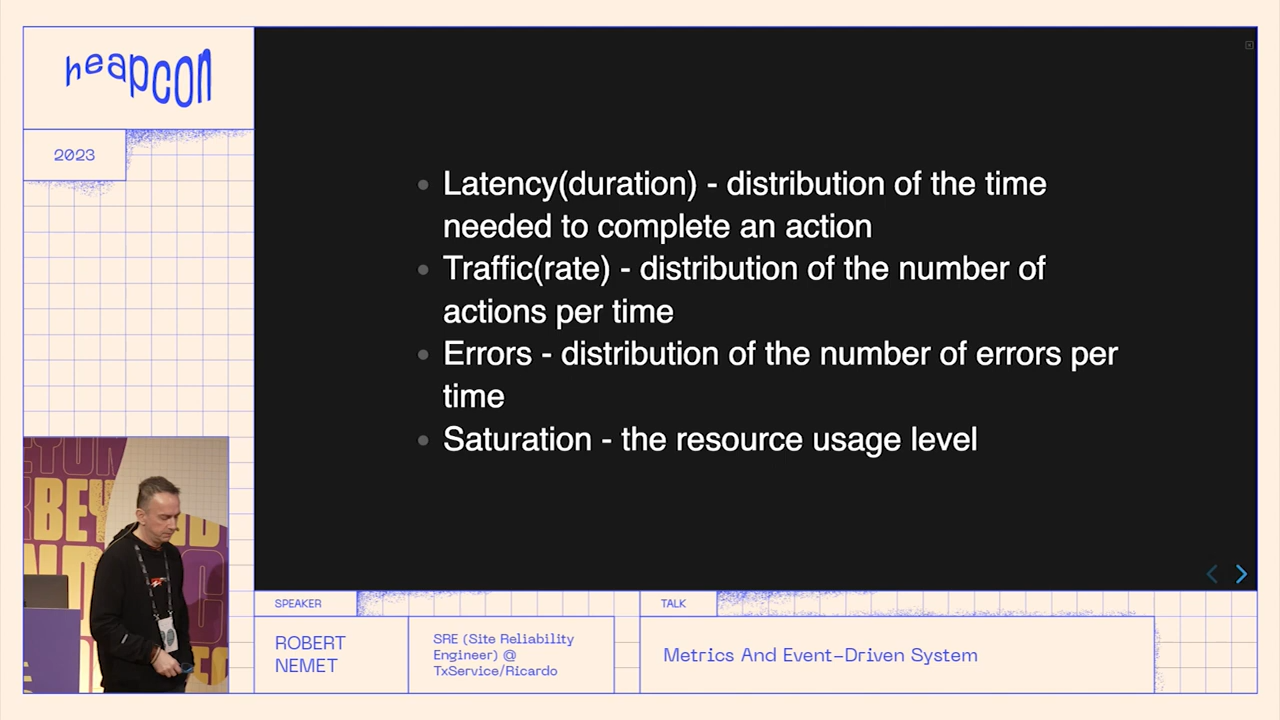 heapcon
2023
• Latency(duration) - distribution of the time
needed to complete an action
• Traffic(rate) - distribution of the number of
actions per time
• Errors - distribution of the number of errors per
time
• Saturation - the resource usage level
SPEAKER
ROBERT
NEMET
SRE (Site Reliability
Engineer) @
TxService/Ricardo
TALK
Metrics And Event-Driven System